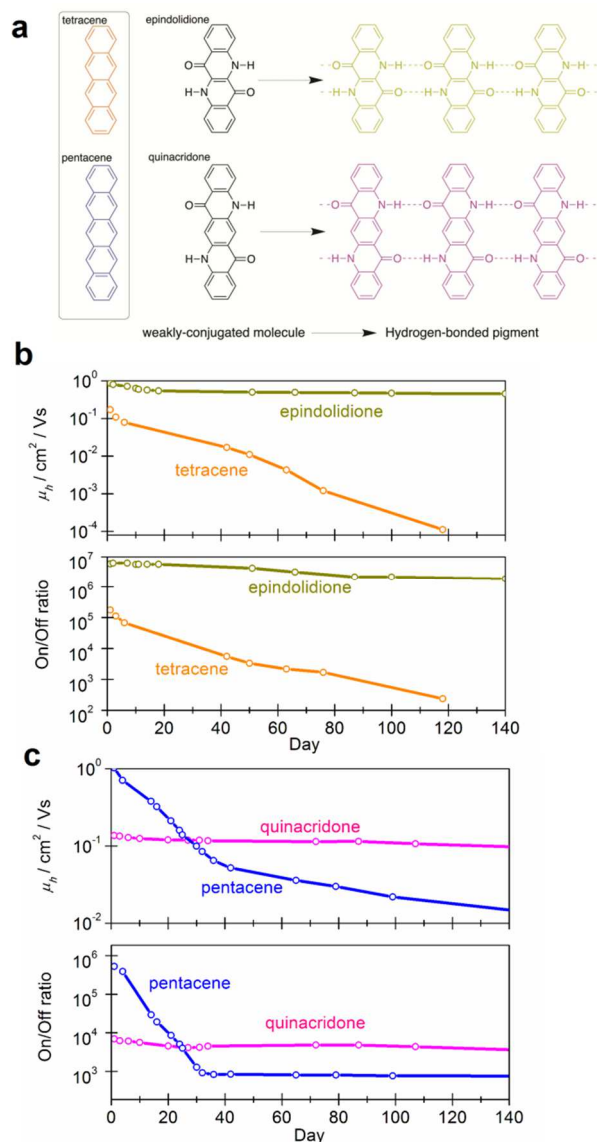 a
tetracene
epindolidione
O N H
H N O
O N H O N H O N H
H N O H N O H N O
pentacene
quinacridone
N H
O
O
H N
N H N H N H
O O O
O O O
H N H N H N
weakly-conjugated molecule Hydrogen-bonded pigment
b
10^0
10^-1
10^-2
10^-3
10^-4
μh / cm² / Vs
epindolidione
tetracene
10^7
10^6
10^5
10^4
10^3
10^2
On/Off ratio
epindolidione
tetracene
0 20 40 60 80 100 120 140
Day
c
10^0
10^-1
10^-2
μh / cm² / Vs
quinacridone
pentacene
10^6
10^5
10^4
10^3
On/Off ratio
pentacene
quinacridone
0 20 40 60 80 100 120 140
Day